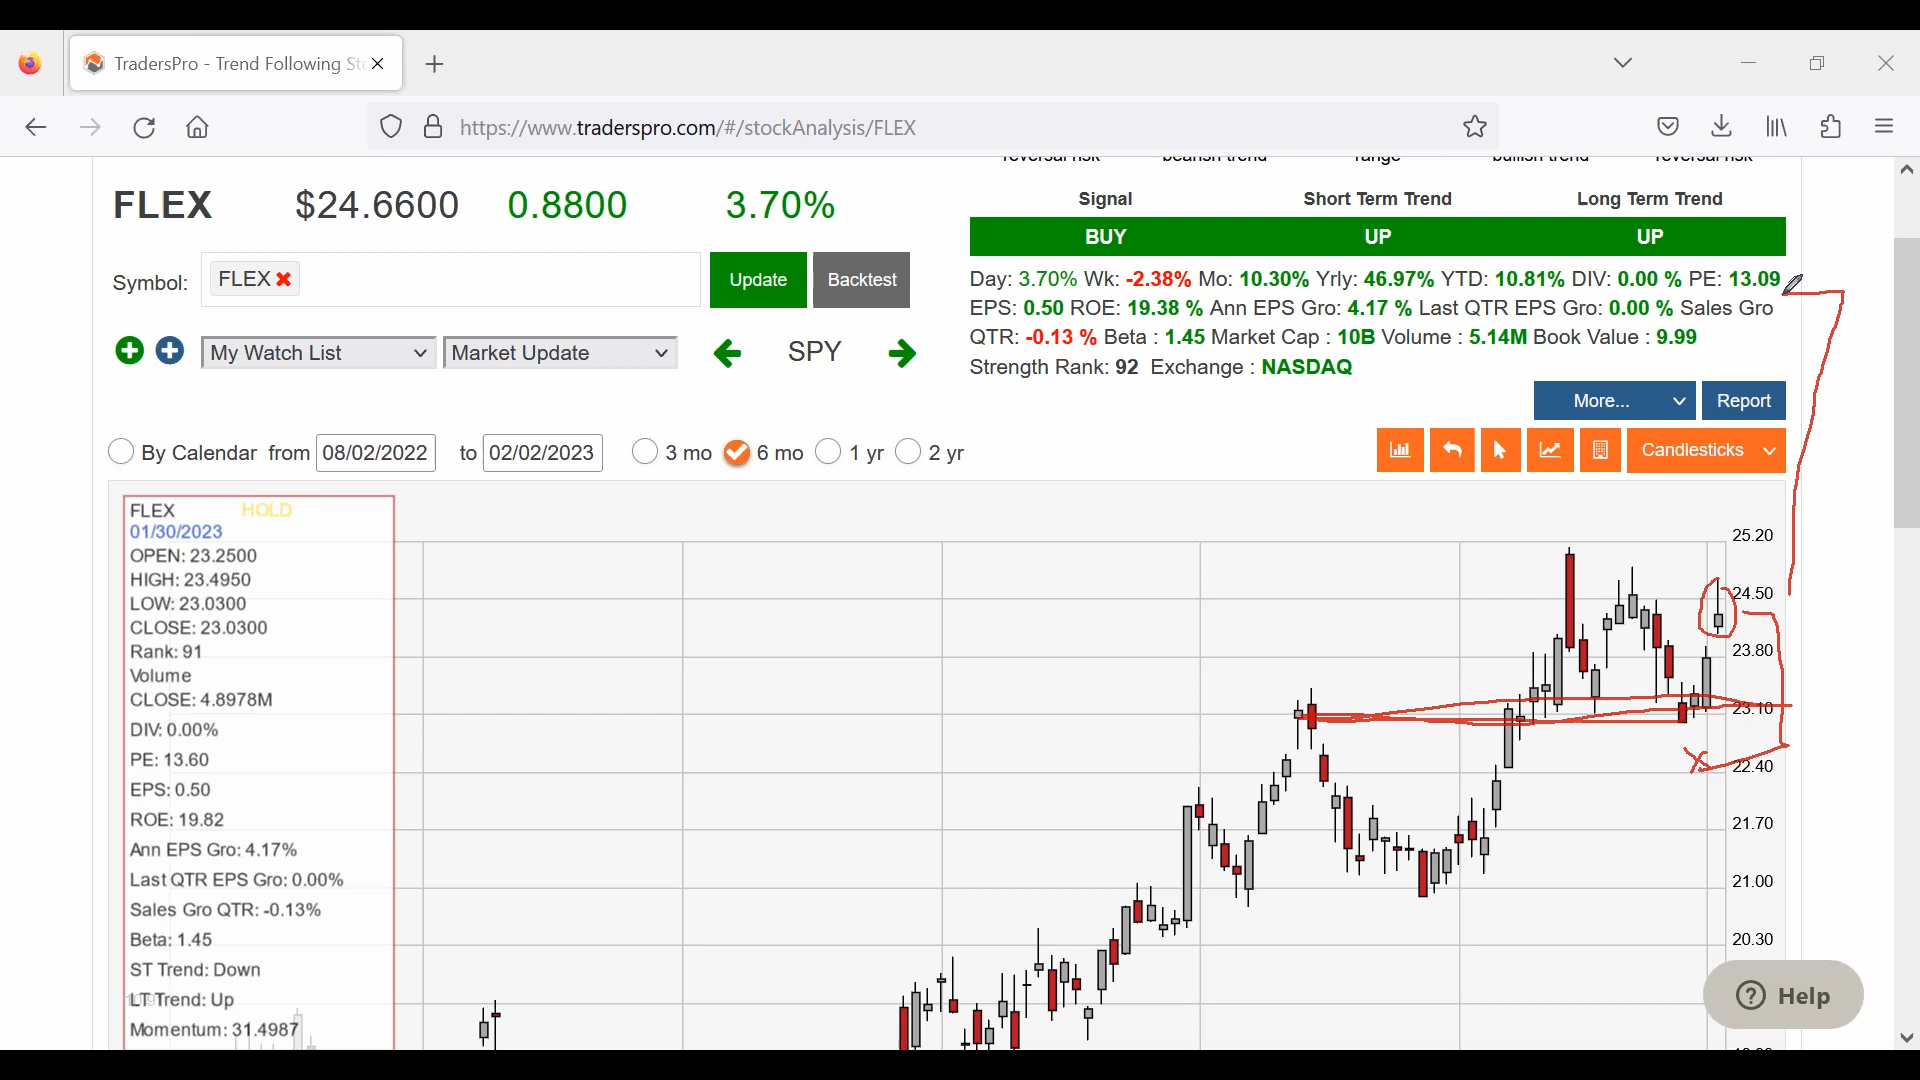 TradersPro - Trend Following Sto
https://www.traderspro.com/#/stockAnalysis/FLEX
reversal risk bearish trend range bullish trend reversal risk
FLEX $24.6600 0.8800 3.70%
Signal Short Term Trend Long Term Trend
BUY UP UP
Day: 3.70% Wk: -2.38% Mo: 10.30% Yrly: 46.97% YTD: 10.81% DIV: 0.00 % PE: 13.09
EPS: 0.50 ROE: 19.38 % Ann EPS Gro: 4.17 % Last QTR EPS Gro: 0.00 % Sales Gro
QTR: -0.13 % Beta : 1.45 Market Cap : 10B Volume : 5.14M Book Value : 9.99
Strength Rank: 92 Exchange : NASDAQ
Symbol: FLEX Update Backtest
My Watch List Market Update SPY
More... Report
By Calendar from 08/02/2022 to 02/02/2023 3 mo 6 mo 1 yr 2 yr
Candlesticks
FLEX HOLD
01/30/2023
OPEN: 23.2500
HIGH: 23.4950
LOW: 23.0300
CLOSE: 23.0300
Rank: 91
Volume
CLOSE: 4.8978M
DIV: 0.00%
PE: 13.60
EPS: 0.50
ROE: 19.82
Ann EPS Gro: 4.17%
Last QTR EPS Gro: 0.00%
Sales Gro QTR: -0.13%
Beta: 1.45
ST Trend: Down
LT Trend: Up
Momentum: 31.4987
25.20
24.50
23.80
23.10
22.40
21.70
21.00
20.30
Help